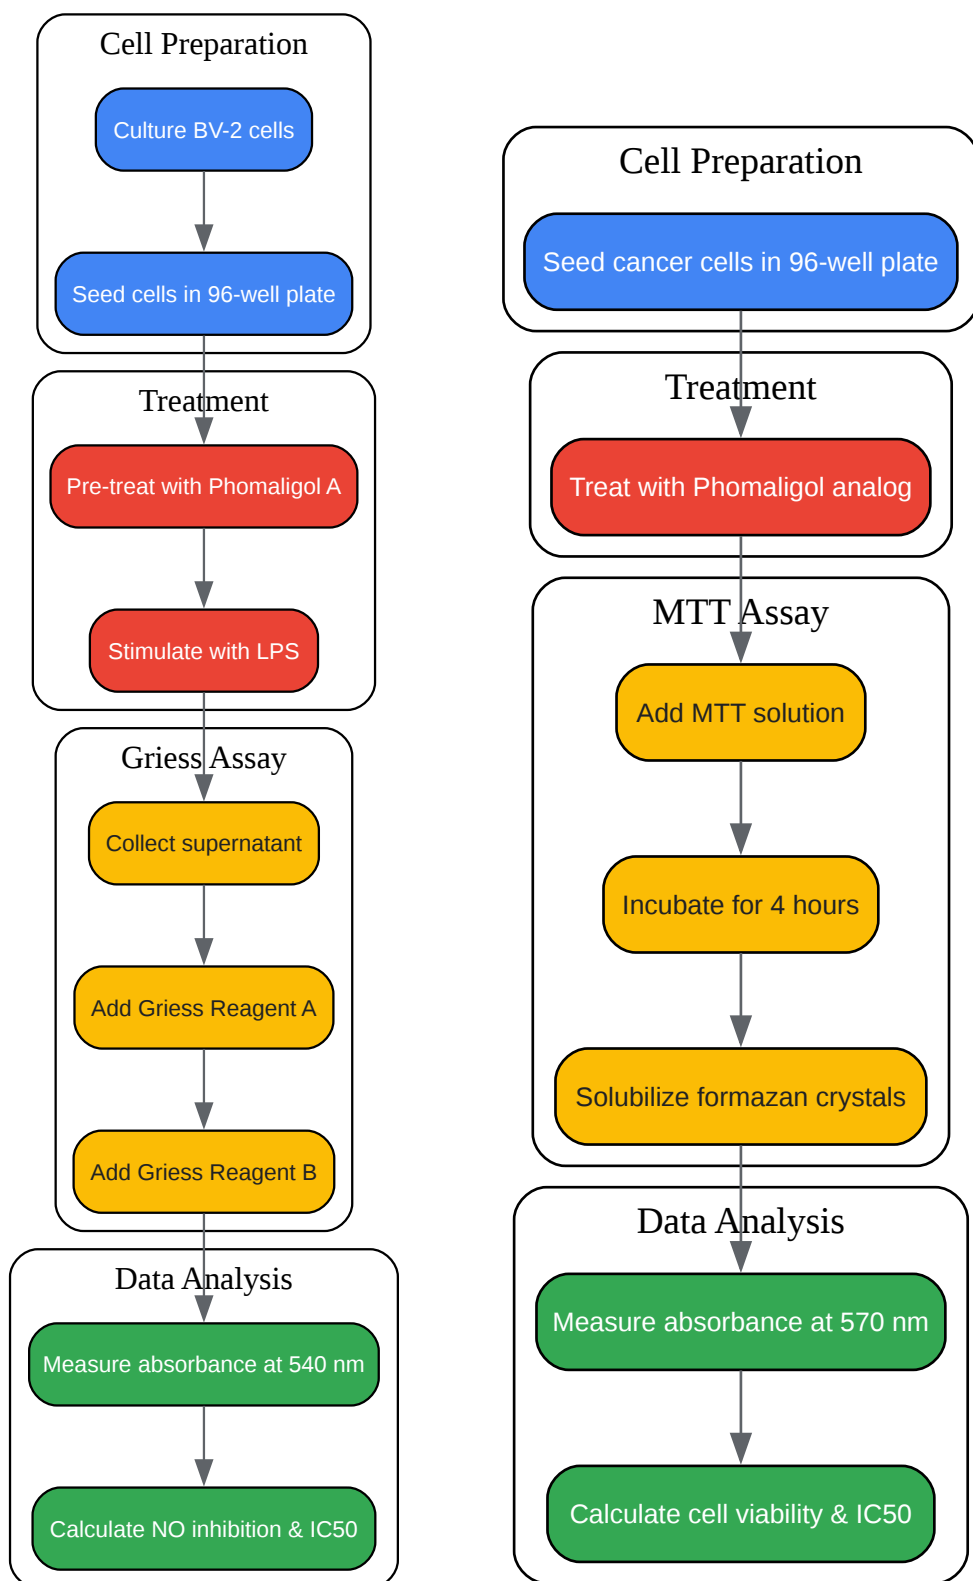 Cell Preparation
Culture BV-2 cells
Seed cells in 96-well plate
Treatment
Pre-treat with Phomaligol A
Stimulate with LPS
Griess Assay
Collect supernatant
Add Griess Reagent A
Add Griess Reagent B
Data Analysis
Measure absorbance at 540 nm
Calculate NO inhibition & IC50
Cell Preparation
Seed cancer cells in 96-well plate
Treatment
Treat with Phomaligol analog
MTT Assay
Add MTT solution
Incubate for 4 hours
Solubilize formazan crystals
Data Analysis
Measure absorbance at 570 nm
Calculate cell viability & IC50